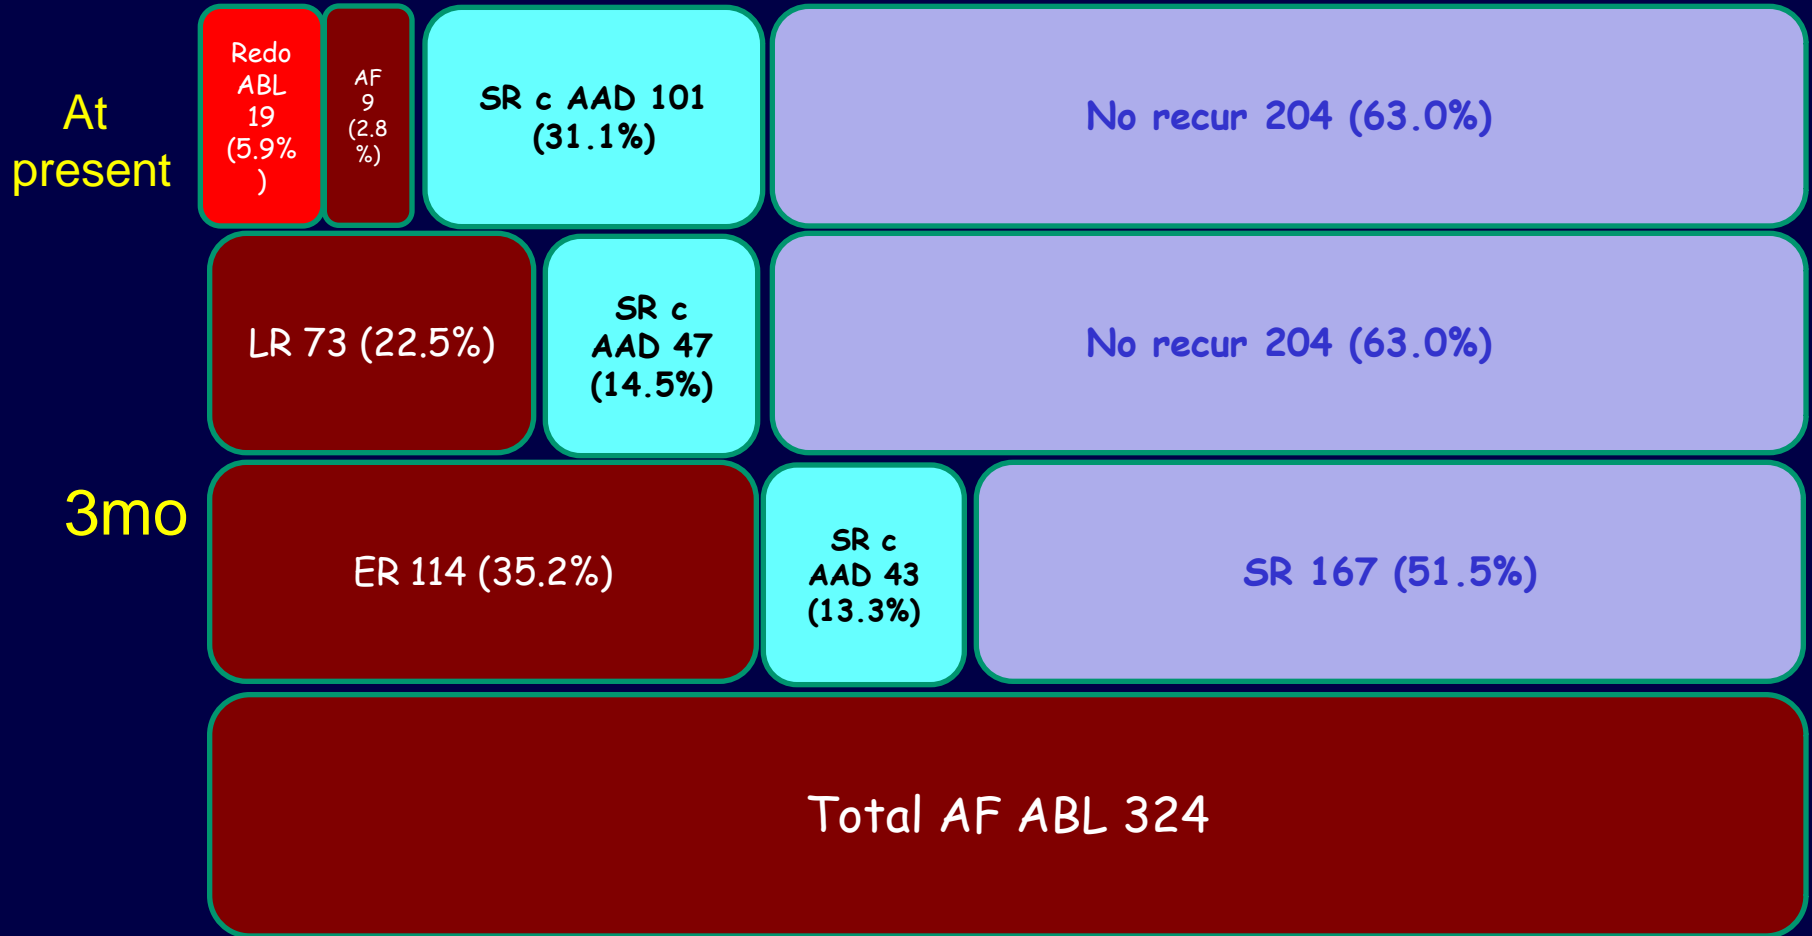 At
present
Redo
ABL
19
(5.9%
)
AF
9
(2.8
%)
SR c AAD 101
(31.1%)
No recur 204 (63.0%)
LR 73 (22.5%)
SR c
AAD 47
(14.5%)
No recur 204 (63.0%)
3mo
ER 114 (35.2%)
SR c
AAD 43
(13.3%)
SR 167 (51.5%)
Total AF ABL 324